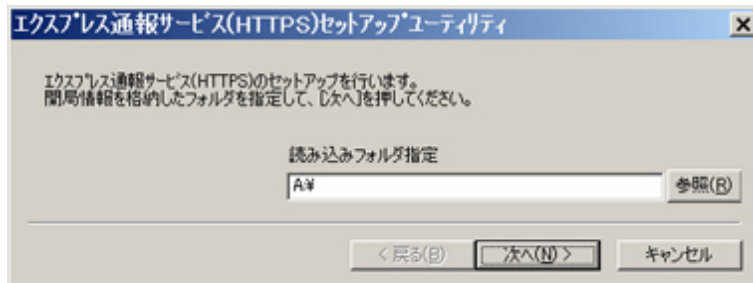 エクスプレス通報サービス(HTTPS)セットアップユーティリティ
エクスプレス通報サービス(HTTPS)のセットアップを行います。
開局情報を格納したフォルダを指定して、[次へ]を押してください。
読み込みフォルダ指定
A:¥
参照(R)
< 戻る(B)
次へ(N) >
キャンセル